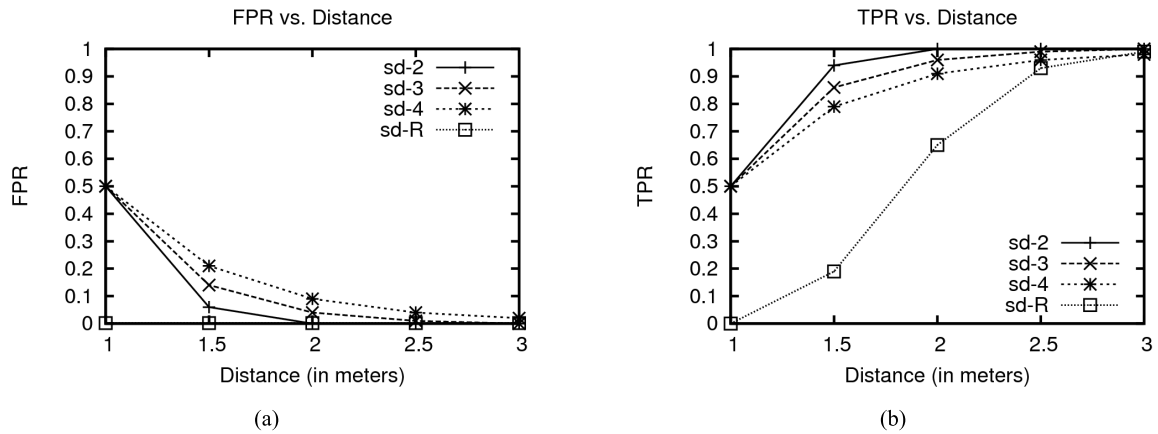 FPR vs. Distance
1
0.9
0.8
0.7
0.6
0.5
0.4
0.3
0.2
0.1
0
FPR
sd-2
sd-3
sd-4
sd-R
1 1.5 2 2.5 3
Distance (in meters)
(a)
TPR vs. Distance
1
0.9
0.8
0.7
0.6
0.5
0.4
0.3
0.2
0.1
0
TPR
sd-2
sd-3
sd-4
sd-R
1 1.5 2 2.5 3
Distance (in meters)
(b)